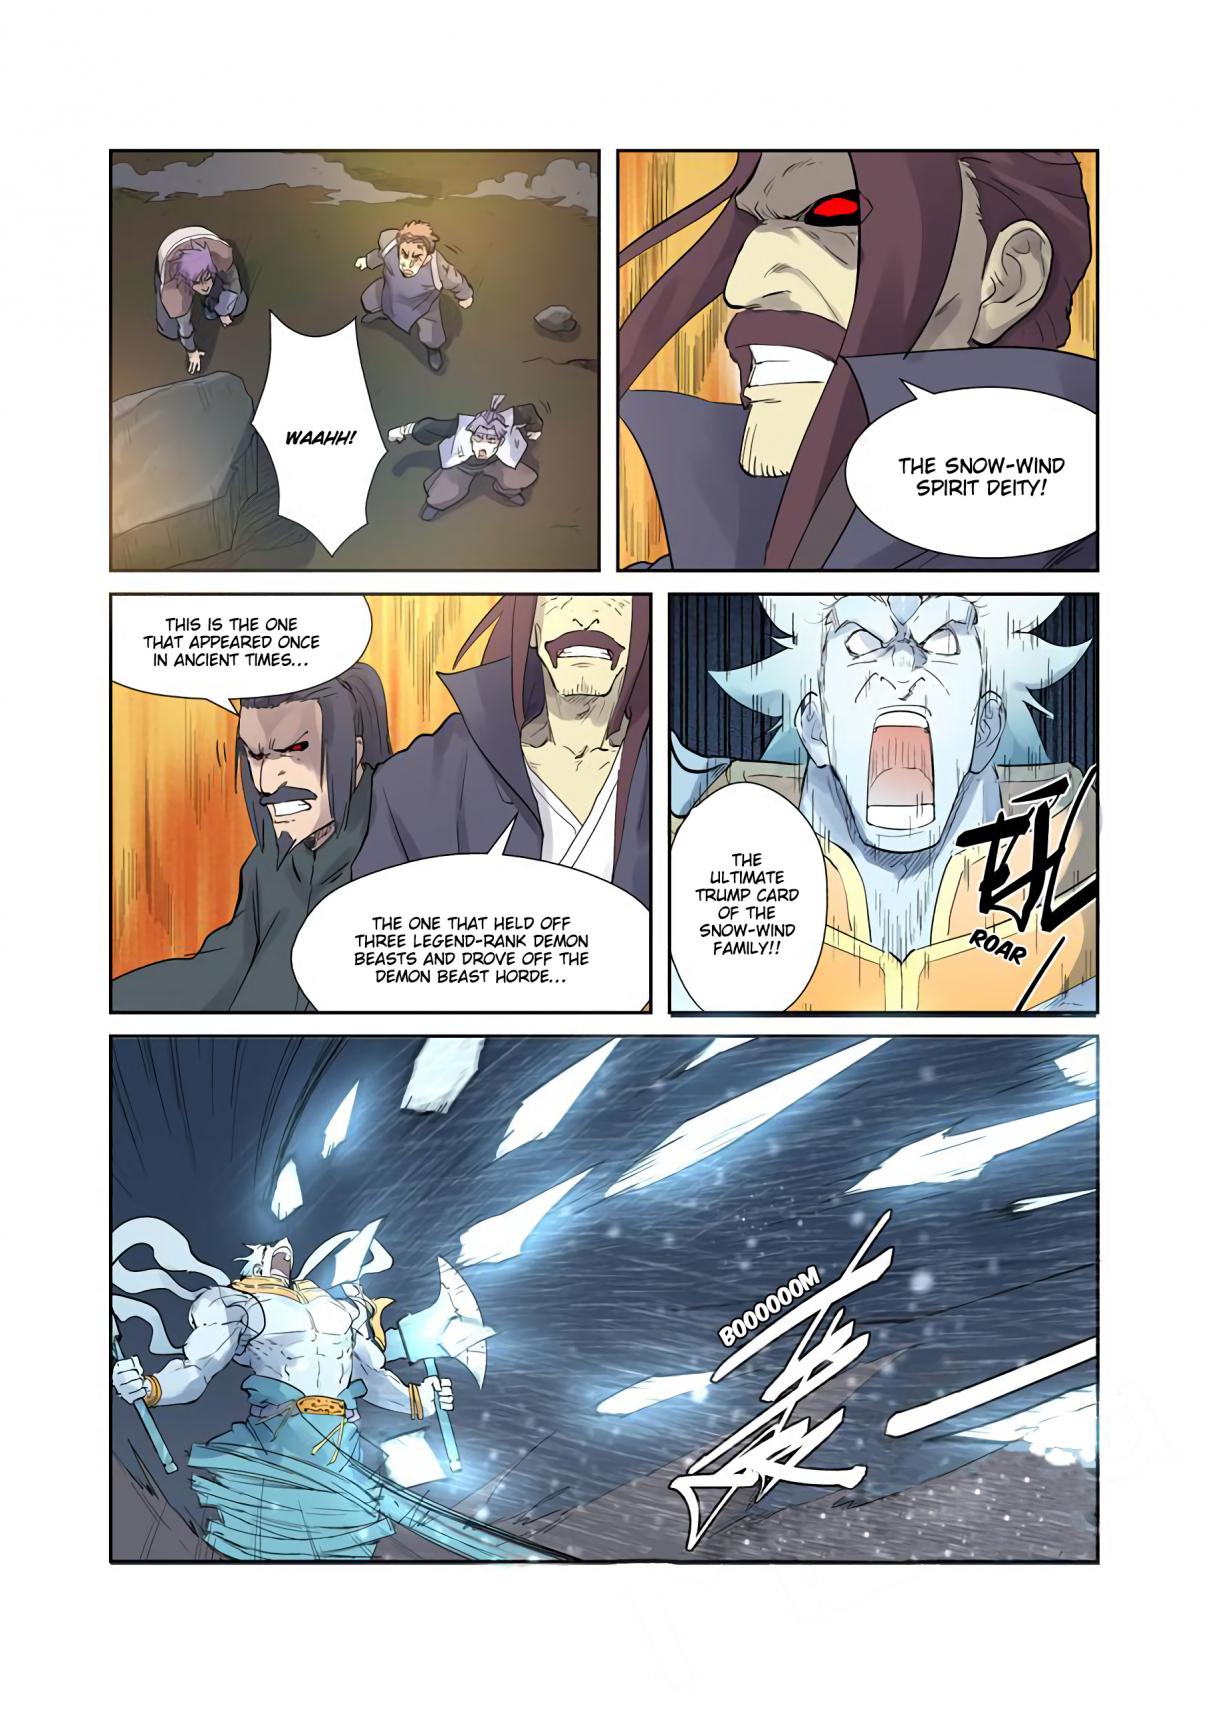 WAAHH!
THE SNOW-WIND
SPIRIT DEITY!
THIS IS THE ONE
THAT APPEARED ONCE
IN ANCIENT TIMES...
THE ONE THAT HELD OFF
THREE LEGEND-RANK DEMON
BEASTS AND DROVE OFF THE
DEMON BEAST HORDE...
THE
ULTIMATE
TRUMP CARD
OF THE
SNOW-WIND
FAMILY!!
ROAR
BOOOOOOM